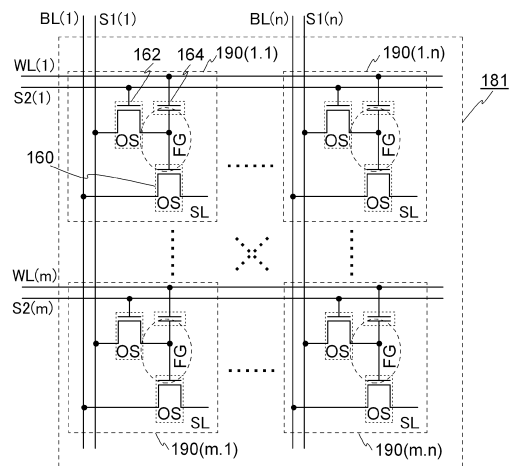 BL(1) S1(1) BL(n) S1(n)
162 164 190(1.1) 190(1.n)
WL(1)
181
S2(1)
OS FG OS FG
160
OS SL OS SL
WL(m)
S2(m)
OS FG OS FG
OS SL OS SL
190(m.1) 190(m.n)